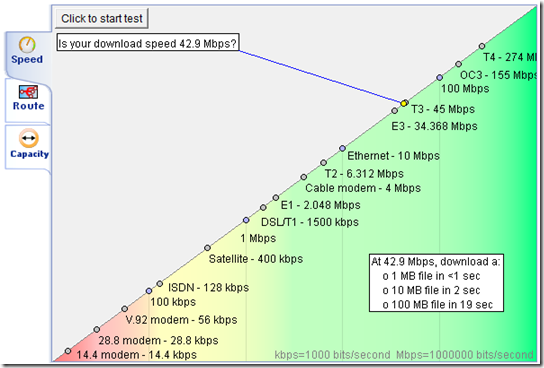 Click to start test
Is your download speed 42.9 Mbps?
Speed
Route
Capacity
T4 - 274 M
OC3 - 155 Mbps
100 Mbps
T3 - 45 Mbps
E3 - 34.368 Mbps
Ethernet - 10 Mbps
T2 - 6.312 Mbps
Cable modem - 4 Mbps
E1 - 2.048 Mbps
DSL/T1 - 1500 kbps
1 Mbps
Satellite - 400 kbps
ISDN - 128 kbps
100 kbps
V.92 modem - 56 kbps
28.8 modem - 28.8 kbps
14.4 modem - 14.4 kbps
At 42.9 Mbps, download a:
o 1 MB file in <1 sec
o 10 MB file in 2 sec
o 100 MB file in 19 sec
kbps=1000 bits/second Mbps=1000000 bits/second